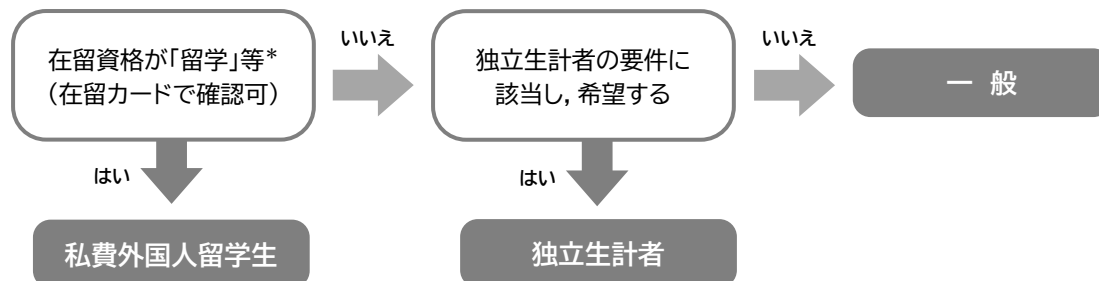 在留資格が「留学」等*
（在留カードで確認可）
いいえ
独立生計者の要件に
該当し，希望する
いいえ
一 般
はい
はい
私費外国人留学生
独立生計者